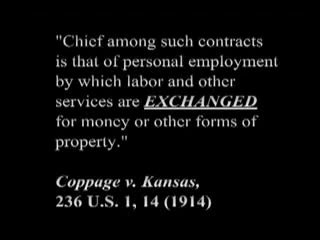 "Chief among such contracts
is that of personal employment
by which labor and other
services are EXCHANGED
for money or other forms of
property."
Coppage v. Kansas,
236 U.S. 1, 14 (1914)